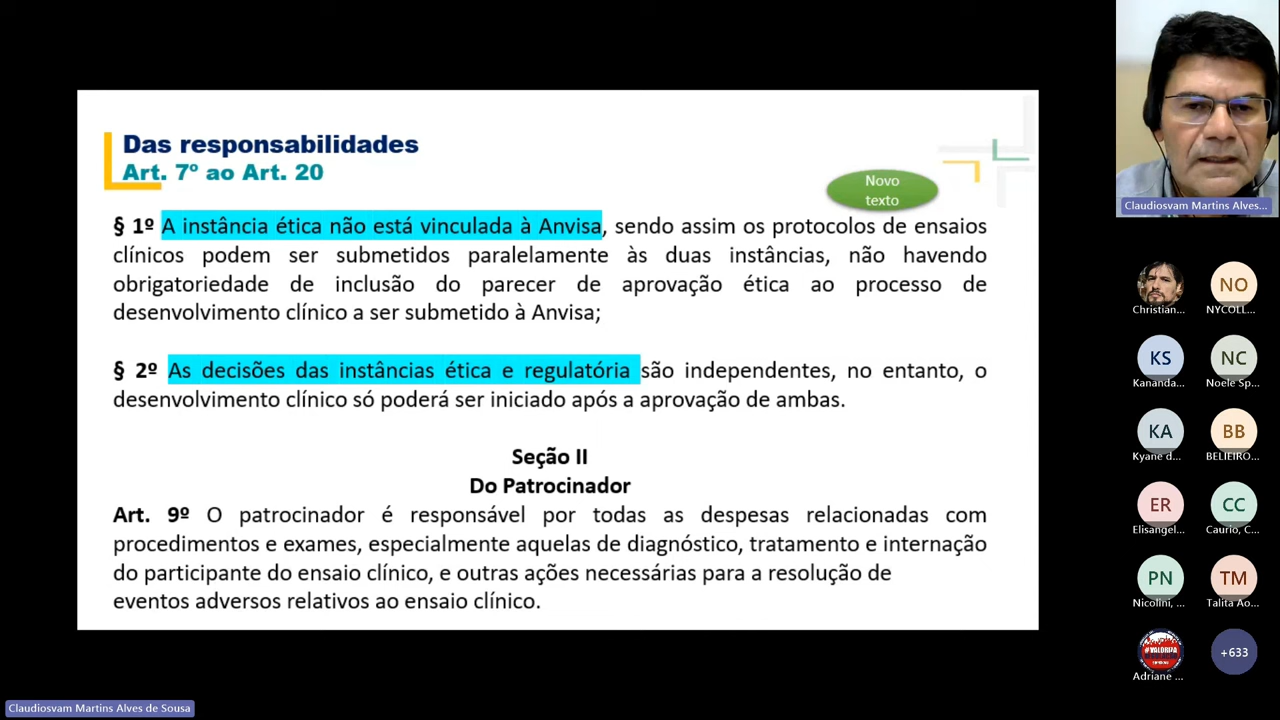 Das responsabilidades
Art. 7º ao Art. 20
Novo
texto
§ 1º A instância ética não está vinculada à Anvisa, sendo assim os protocolos de ensaios
clínicos podem ser submetidos paralelamente às duas instâncias, não havendo
obrigatoriedade de inclusão do parecer de aprovação ética ao processo de
desenvolvimento clínico a ser submetido à Anvisa;
§ 2º As decisões das instâncias ética e regulatória são independentes, no entanto, o
desenvolvimento clínico só poderá ser iniciado após a aprovação de ambas.
Seção II
Do Patrocinador
Art. 9º O patrocinador é responsável por todas as despesas relacionadas com
procedimentos e exames, especialmente aquelas de diagnóstico, tratamento e internação
do participante do ensaio clínico, e outras ações necessárias para a resolução de
eventos adversos relativos ao ensaio clínico.
Claudiosvam Martins Alves...
Christian...
NO
NYCOLL...
KS
Kananda...
NC
Noele Sp...
KA
Kyane d...
BB
BELIEIRO...
ER
Elisangel...
CC
Caurio, C...
PN
Nicolini, ...
TM
Talita Ao...
#VALORIZA
Adriane ...
+633
Claudiosvam Martins Alves de Sousa